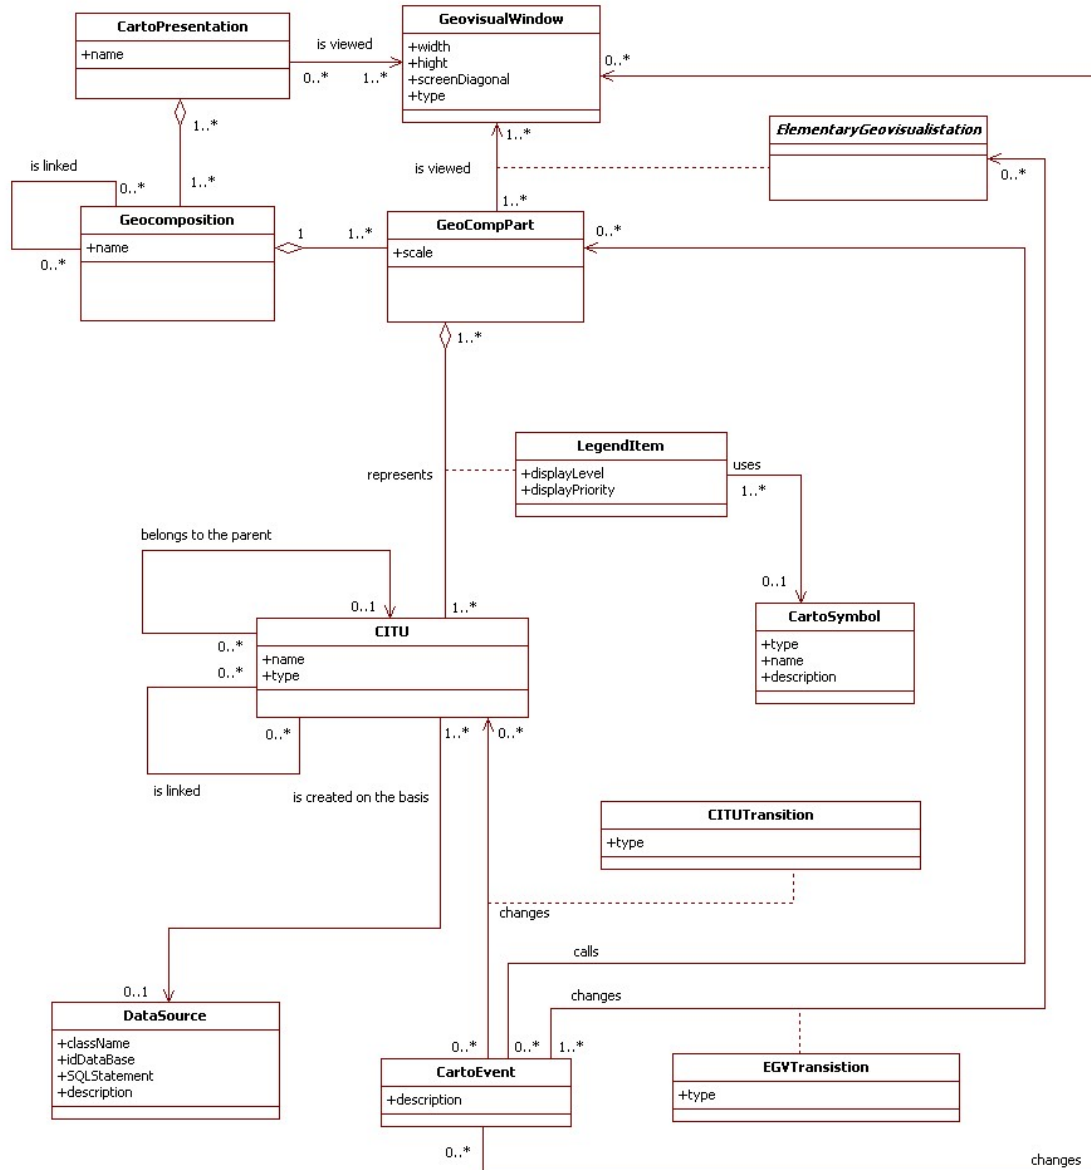 CartoPresentation
+name
is viewed
0..*
1..*
GeovisualWindow
+width
+hight
+screenDiagonal
+type
0..*
1..*
1..*
is viewed
1..*
ElementaryGeovisualistation
0..*
is linked
0..*
1..*
Geocomposition
+name
0..*
1
1..*
GeoCompPart
+scale
0..*
1..*
represents
LegendItem
+displayLevel
+displayPriority
uses
1..*
0..1
CartoSymbol
+type
+name
+description
belongs to the parent
0..1
1..*
CITU
+name
+type
0..*
0..*
0..*
1..*
0..*
is linked
is created on the basis
CITUTransition
+type
changes
calls
changes
0..1
DataSource
+className
+idDataBase
+SQLStatement
+description
0..*
0..*
1..*
CartoEvent
+description
EGVTransistion
+type
0..*
changes